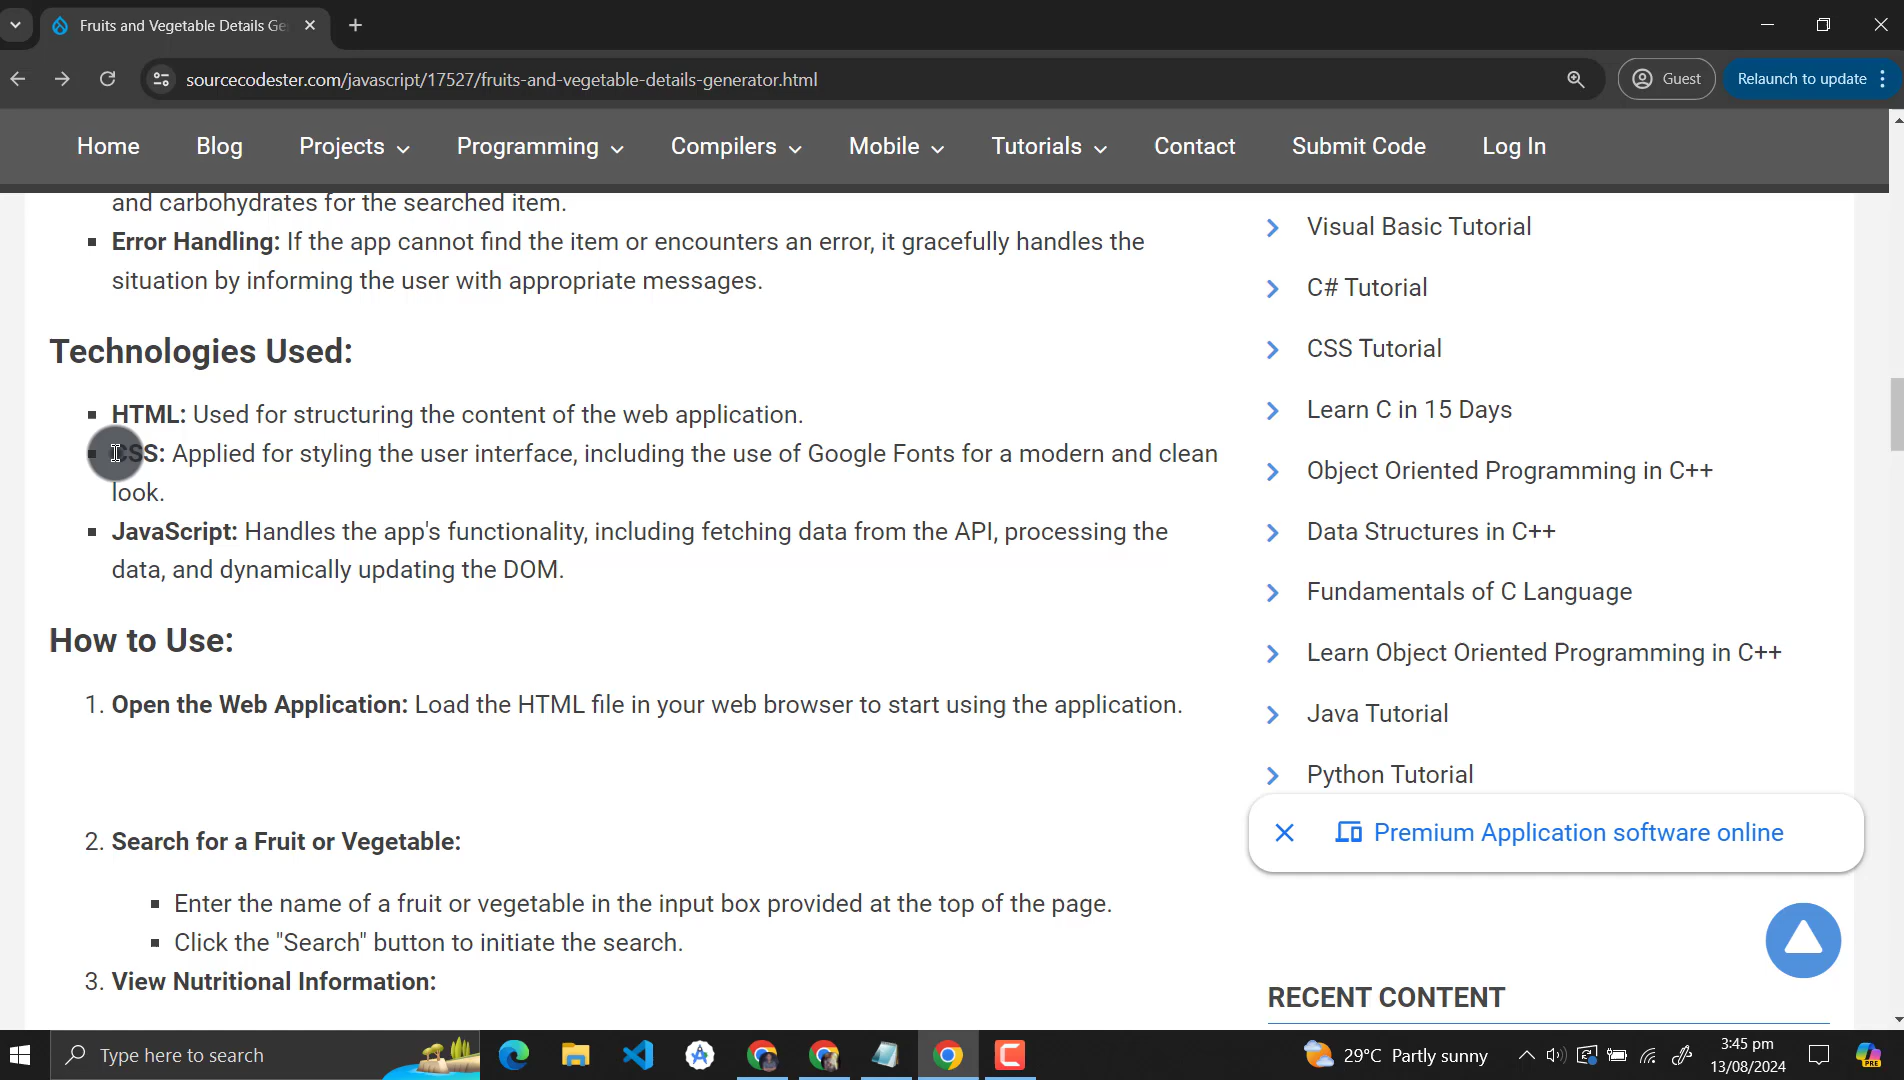 Fruits and Vegetable Details Ge
sourcecodester.com/javascript/17527/fruits-and-vegetable-details-generator.html
Guest
Relaunch to update
Home
Blog
Projects
Programming
Compilers
Mobile
Tutorials
Contact
Submit Code
Log In
and carbohydrates for the searched item.
Error Handling: If the app cannot find the item or encounters an error, it gracefully handles the
situation by informing the user with appropriate messages.
Technologies Used:
HTML: Used for structuring the content of the web application.
CSS: Applied for styling the user interface, including the use of Google Fonts for a modern and clean
look.
JavaScript: Handles the app's functionality, including fetching data from the API, processing the
data, and dynamically updating the DOM.
How to Use:
1. Open the Web Application: Load the HTML file in your web browser to start using the application.
2. Search for a Fruit or Vegetable:
Enter the name of a fruit or vegetable in the input box provided at the top of the page.
Click the "Search" button to initiate the search.
3. View Nutritional Information:
Visual Basic Tutorial
C# Tutorial
CSS Tutorial
Learn C in 15 Days
Object Oriented Programming in C++
Data Structures in C++
Fundamentals of C Language
Learn Object Oriented Programming in C++
Java Tutorial
Python Tutorial
Premium Application software online
RECENT CONTENT
Type here to search
29°C Partly sunny
3:45 pm
13/08/2024
PRE